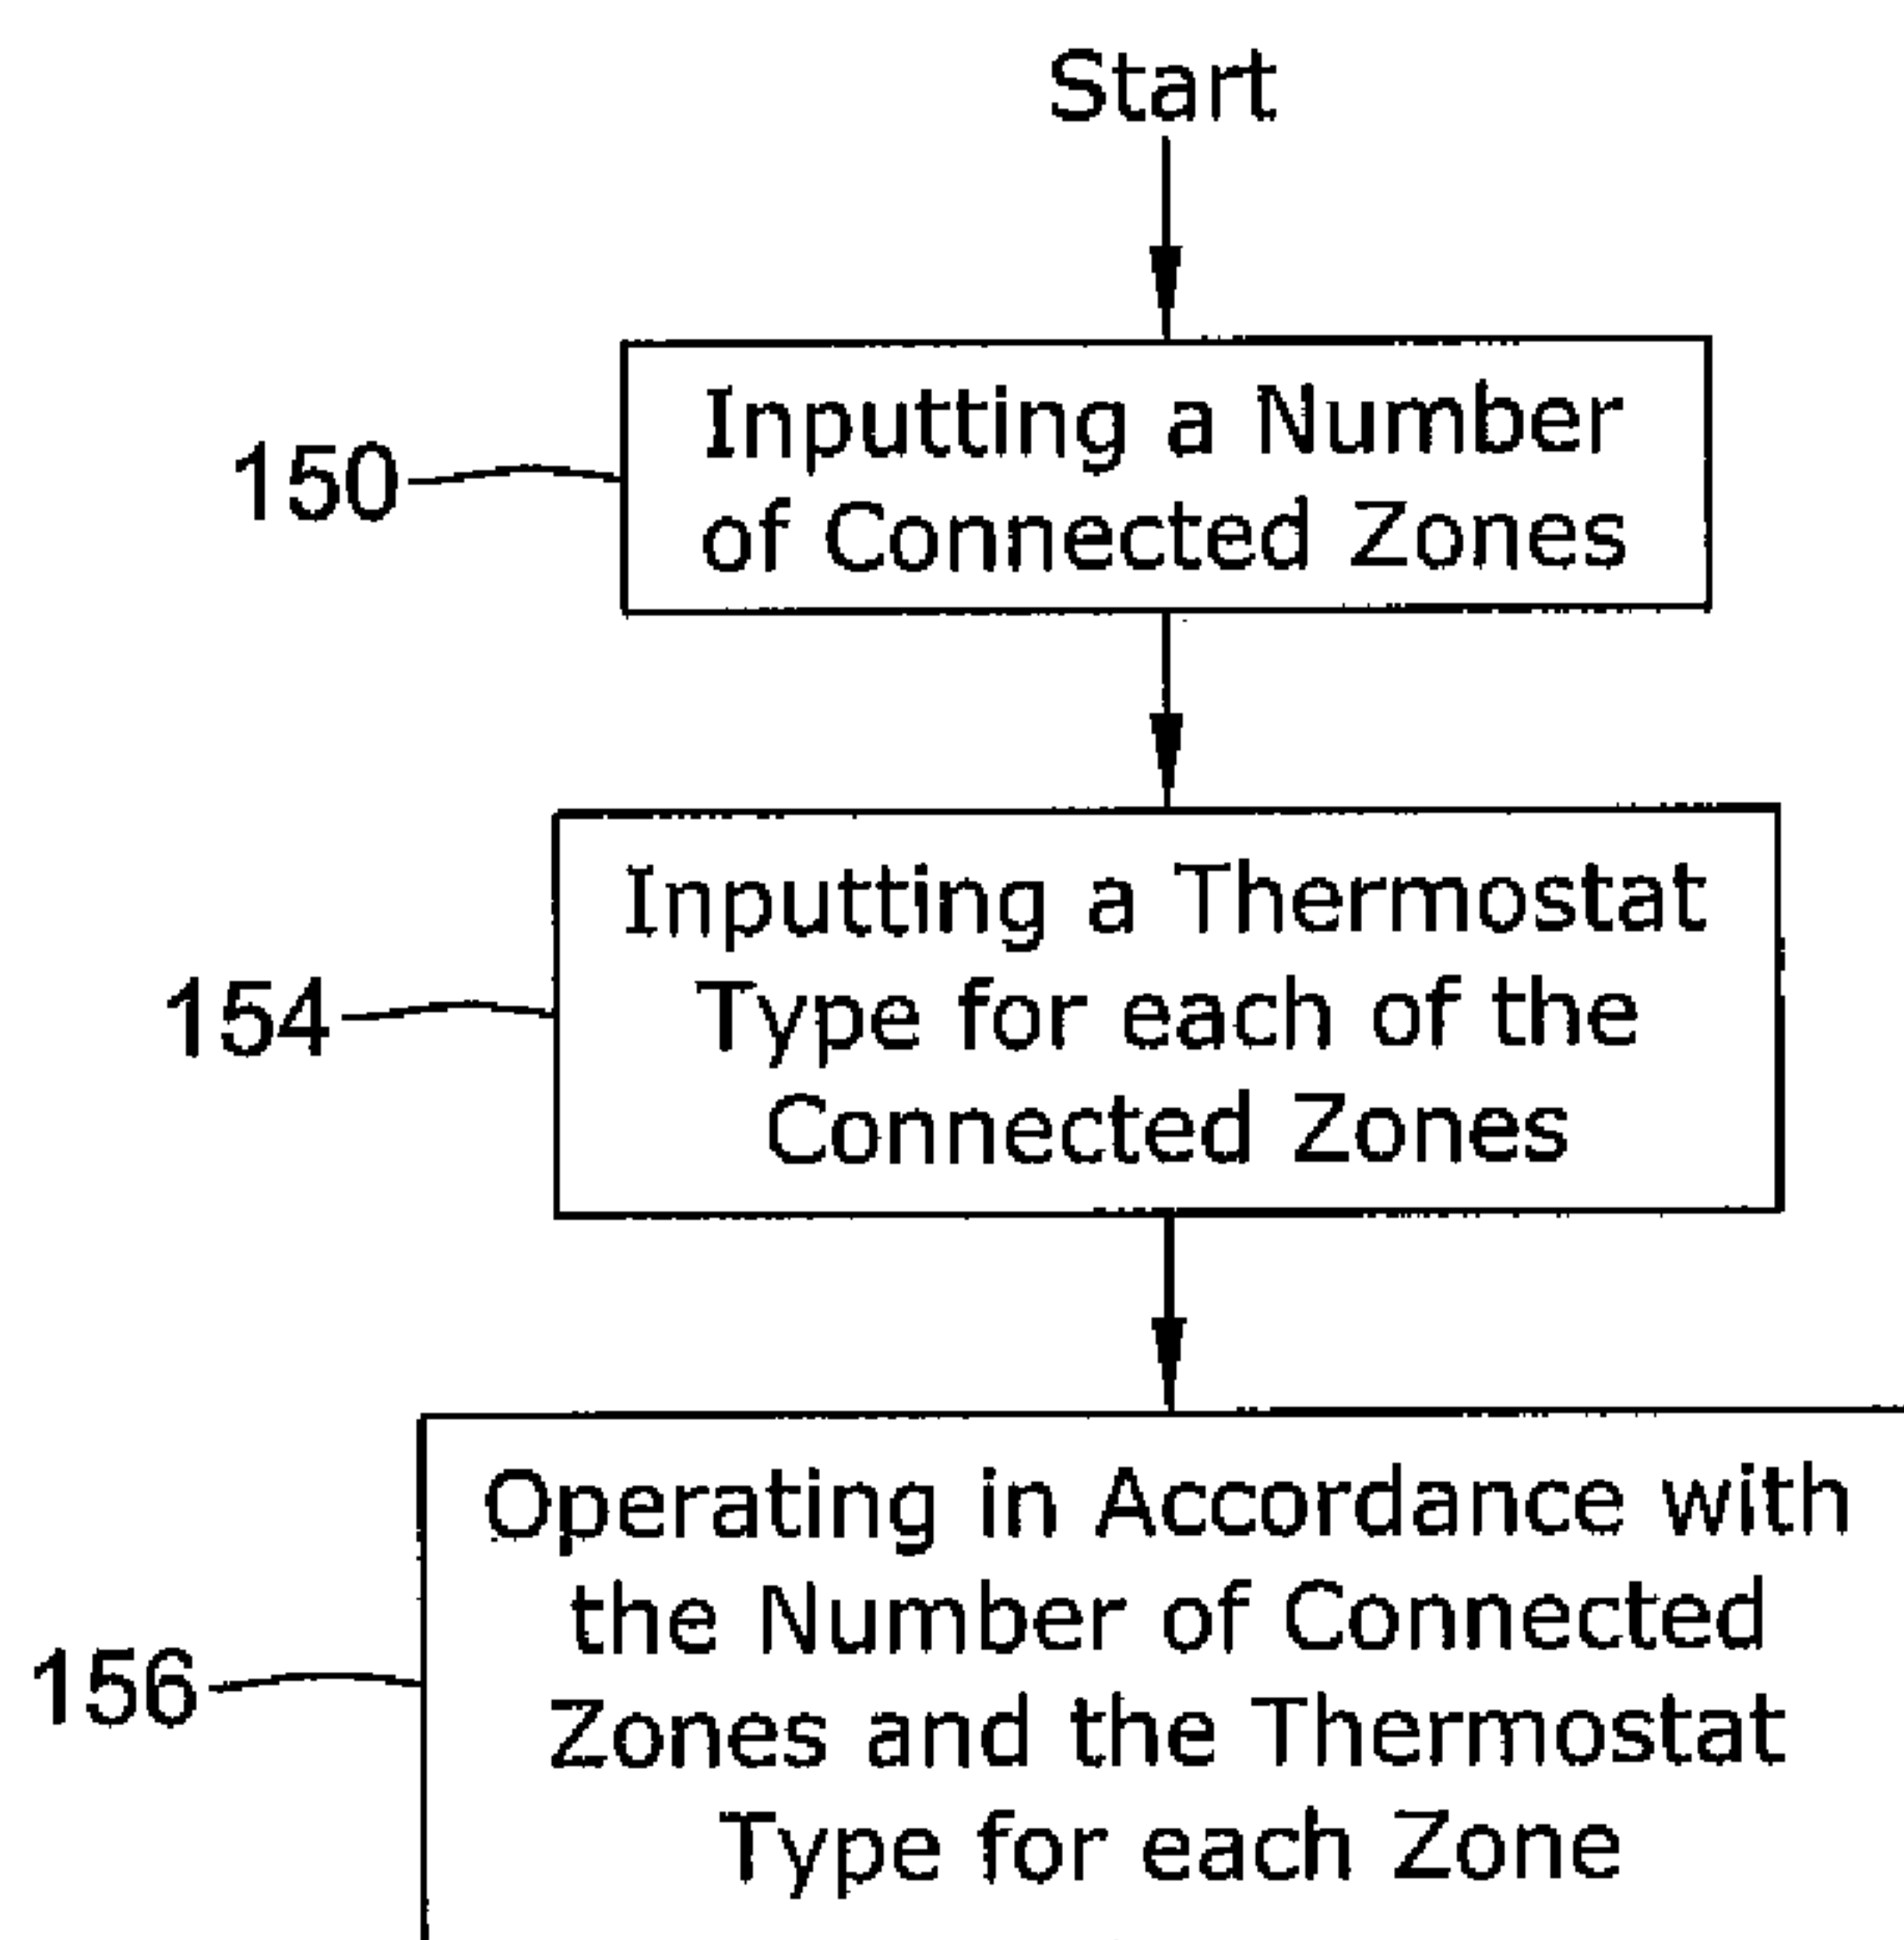 Start
150
Inputting a Number
of Connected Zones
154
Inputting a Thermostat
Type for each of the
Connected Zones
156
Operating in Accordance with
the Number of Connected
Zones and the Thermostat
Type for each Zone